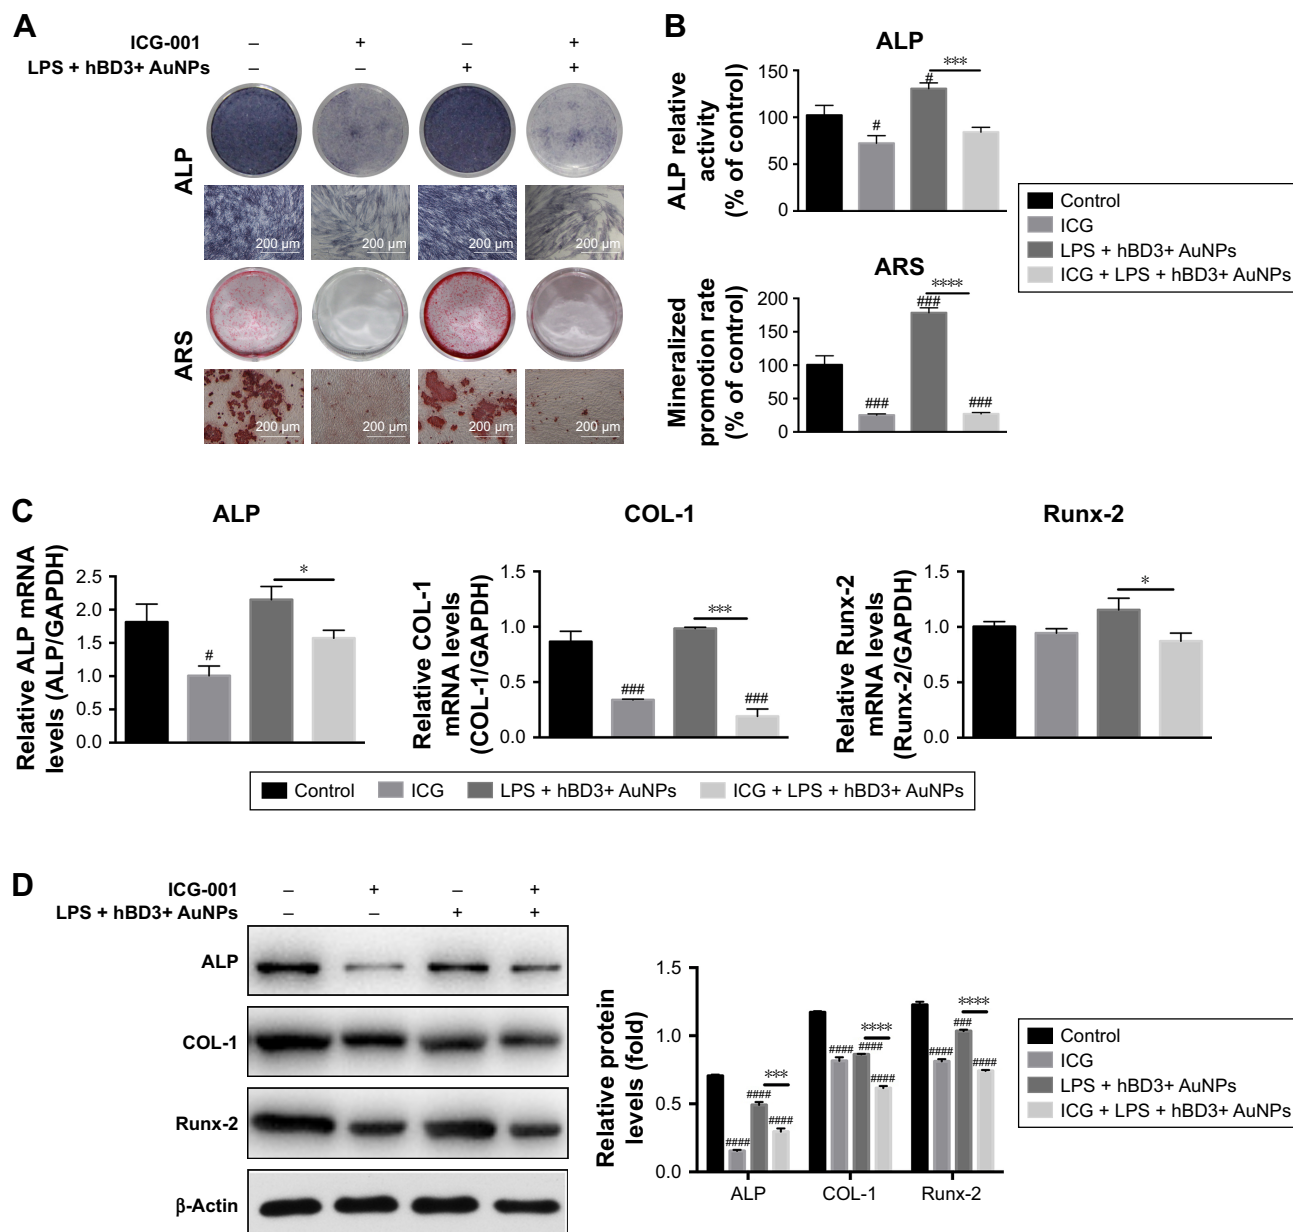 A
ICG-001 – + – +
LPS + hBD3+ AuNPs – – + +
ALP
200 µm 200 µm 200 µm 200 µm
ARS
200 µm 200 µm 200 µm 200 µm
B
ALP
ALP relative
activity
(% of control)
150
100
50
0
#
#
***
ARS
Mineralized
promotion rate
(% of control)
200
150
100
50
0
###
###
****
###
Control
ICG
LPS + hBD3+ AuNPs
ICG + LPS + hBD3+ AuNPs
C
ALP
Relative ALP mRNA
levels (ALP/GAPDH)
2.5
2.0
1.5
1.0
0.5
0.0
#
*
COL-1
Relative COL-1
mRNA levels
(COL-1/GAPDH)
1.5
1.0
0.5
0.0
###
***
###
Runx-2
Relative Runx-2
mRNA levels
(Runx-2/GAPDH)
1.5
1.0
0.5
0.0
*
Control ICG LPS + hBD3+ AuNPs ICG + LPS + hBD3+ AuNPs
D
ICG-001 – + – +
LPS + hBD3+ AuNPs – – + +
ALP
COL-1
Runx-2
β-Actin
Relative protein
levels (fold)
1.5
1.0
0.5
0.0
####
####
***
####
####
####
****
####
####
###
****
####
ALP COL-1 Runx-2
Control
ICG
LPS + hBD3+ AuNPs
ICG + LPS + hBD3+ AuNPs